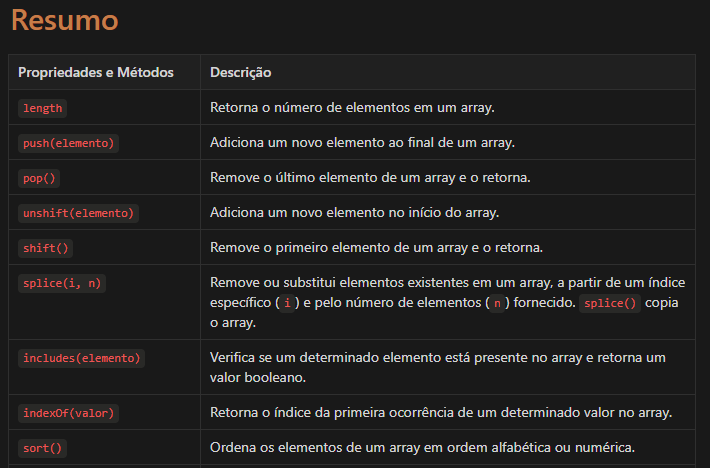 Resumo
Propriedades e Métodos Descrição
length Retorna o número de elementos em um array.
push(elemento) Adiciona um novo elemento ao final de um array.
pop() Remove o último elemento de um array e o retorna.
unshift(elemento) Adiciona um novo elemento no início do array.
shift() Remove o primeiro elemento de um array e o retorna.
splice(i, n) Remove ou substitui elementos existentes em um array, a partir de um índice
específico ( i ) e pelo número de elementos ( n ) fornecido. splice() copia
o array.
includes(elemento) Verifica se um determinado elemento está presente no array e retorna um
valor booleano.
indexOf(valor) Retorna o índice da primeira ocorrência de um determinado valor no array.
sort() Ordena os elementos de um array em ordem alfabética ou numérica.